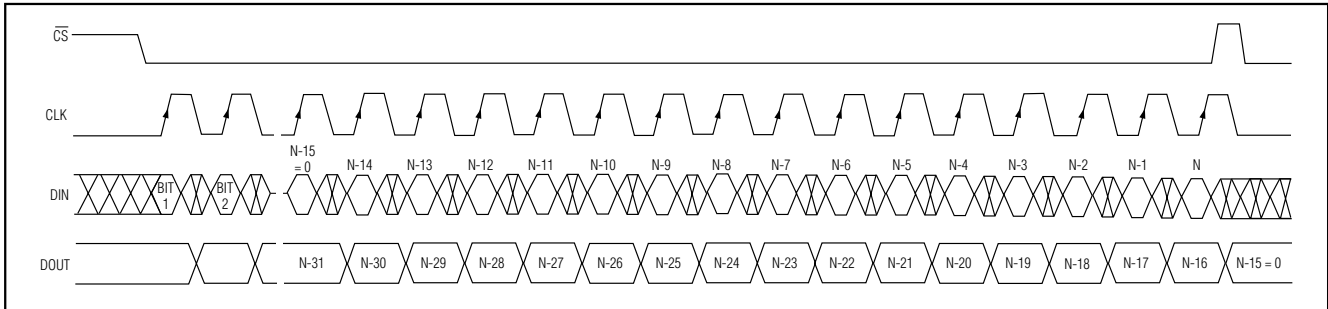 CS
CLK
N-15
= 0
N-14 N-13 N-12 N-11 N-10 N-9 N-8 N-7 N-6 N-5 N-4 N-3 N-2 N-1 N
DIN
BIT
1
BIT
2
DOUT N-31 N-30 N-29 N-28 N-27 N-26 N-25 N-24 N-23 N-22 N-21 N-20 N-19 N-18 N-17 N-16 N-15 = 0